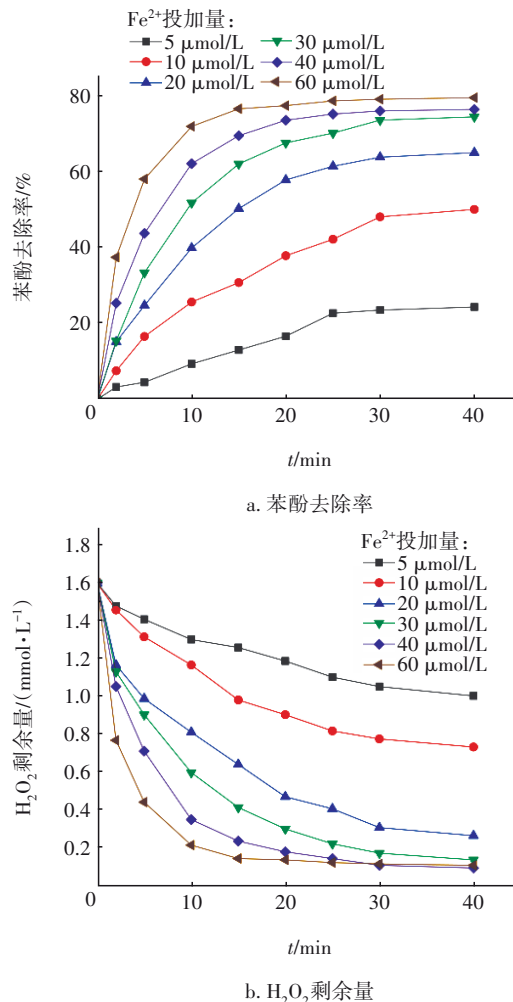 Fe²⁺投加量：
5 μmol/L 30 μmol/L
10 μmol/L 40 μmol/L
20 μmol/L 60 μmol/L
苯酚去除率/%
80
60
40
20
0 10 20 30 40
t/min
a. 苯酚去除率
Fe²⁺投加量：
5 μmol/L
10 μmol/L
20 μmol/L
30 μmol/L
40 μmol/L
60 μmol/L
H₂O₂剩余量/(mmol·L⁻¹)
1.8
1.6
1.4
1.2
1.0
0.8
0.6
0.4
0.2
0 10 20 30 40
t/min
b. H₂O₂剩余量